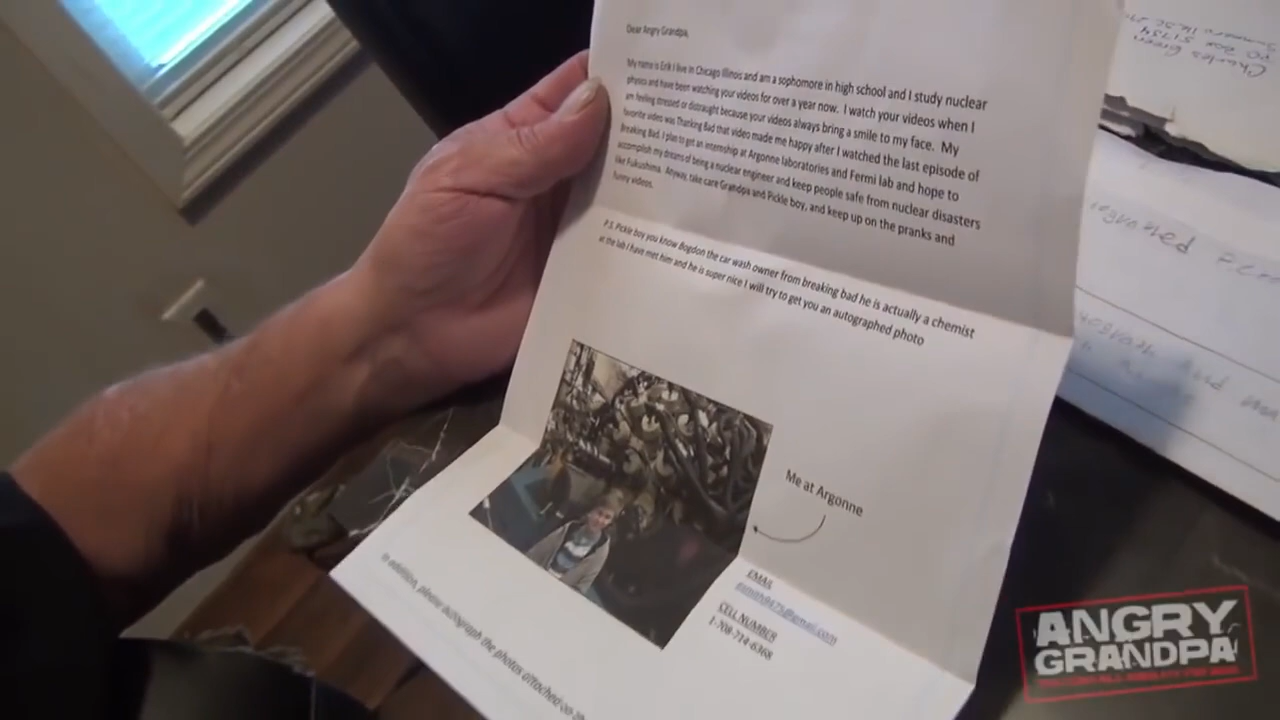 Dear Angry Grandpa,
My name is Erik I live in Chicago Illinois and am a sophomore in high school and I study nuclear
physics and have been watching your videos for over a year now. I watch your videos when I
am feeling stressed or distraught because your videos always bring a smile to my face. My
favorite video was Thanking Bad that video made me happy after I watched the last episode of
Breaking Bad. I plan to get an internship at Argonne laboratories and Fermi lab and hope to
accomplish my dreams of being a nuclear engineer and keep people safe from nuclear disasters
like Fukushima. Anyway, take care Grandpa and Pickle boy, and keep up on the pranks and
funny videos.
P.S. Pickle boy you know Bogdon the car wash owner from breaking bad he is actually a chemist
at the lab I have met him and he is super nice I will try to get you an autographed photo
Me at Argonne
EMAIL
CELL NUMBER
In addition, please autograph the photos attached
Charles Green
PO Box
ANGRY
GRANDPA